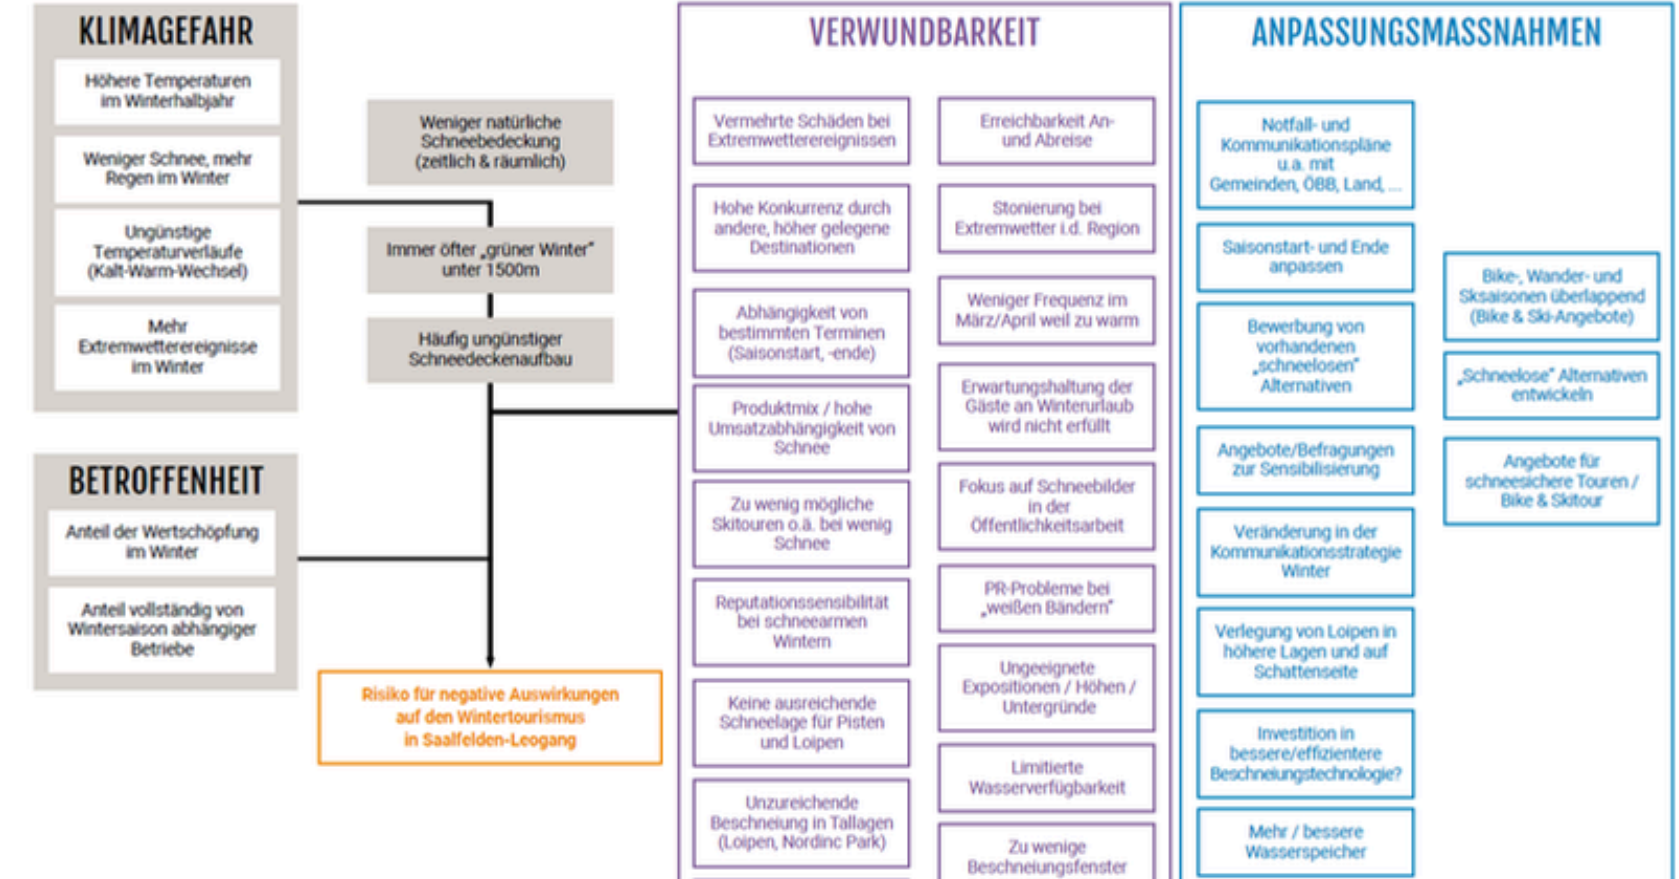 KLIMAGEFAHR
Höhere Temperaturen
im Winterhalbjahr
Weniger Schnee, mehr
Regen im Winter
Ungünstige
Temperaturverläufe
(Kalt-Warm-Wechsel)
Mehr
Extremwetterereignisse
im Winter
BETROFFENHEIT
Anteil der Wertschöpfung
im Winter
Anteil vollständig von
Wintersaison abhängiger
Betriebe
Weniger natürliche
Schneebedeckung
(zeitlich & räumlich)
Immer öfter „grüner Winter“
unter 1500m
Häufig ungünstiger
Schneedeckenaufbau
Risiko für negative Auswirkungen
auf den Wintertourismus
in Saalfelden-Leogang
VERWUNDBARKEIT
Vermehrte Schäden bei
Extremwetterereignissen
Hohe Konkurrenz durch
andere, höher gelegene
Destinationen
Abhängigkeit von
bestimmten Terminen
(Saisonstart, -ende)
Produktmix / hohe
Umsatzabhängigkeit von
Schnee
Zu wenig mögliche
Skitouren o.ä. bei wenig
Schnee
Reputationssensibilität
bei schneearmen
Wintern
Keine ausreichende
Schneelage für Pisten
und Loipen
Unzureichende
Beschneiung in Tallagen
(Loipen, Nordinc Park)
Erreichbarkeit An-
und Abreise
Stonierung bei
Extremwetter i.d. Region
Weniger Frequenz im
März/April weil zu warm
Erwartungshaltung der
Gäste an Winterurlaub
wird nicht erfüllt
Fokus auf Schneebilder
in der
Öffentlichkeitsarbeit
PR-Probleme bei
„weißen Bändern“
Ungeeignete
Expositionen / Höhen /
Untergründe
Limitierte
Wasserverfügbarkeit
Zu wenige
Beschneiungsfenster
ANPASSUNGSMASSNAHMEN
Notfall- und
Kommunikationspläne
u.a. mit
Gemeinden, ÖBB, Land, ...
Saisonstart- und Ende
anpassen
Bewerbung von
vorhandenen
„schneelosen“
Alternativen
Angebote/Befragungen
zur Sensibilisierung
Veränderung in der
Kommunikationsstrategie
Winter
Verlegung von Loipen in
höhere Lagen und auf
Schattenseite
Investition in
bessere/effizientere
Beschneiungstechnologie?
Mehr / bessere
Wasserspeicher
Bike-, Wander- und
Sksaisonen überlappend
(Bike & Ski-Angebote)
„Schneelose“ Alternativen
entwickeln
Angebote für
schneesichere Touren /
Bike & Skitour